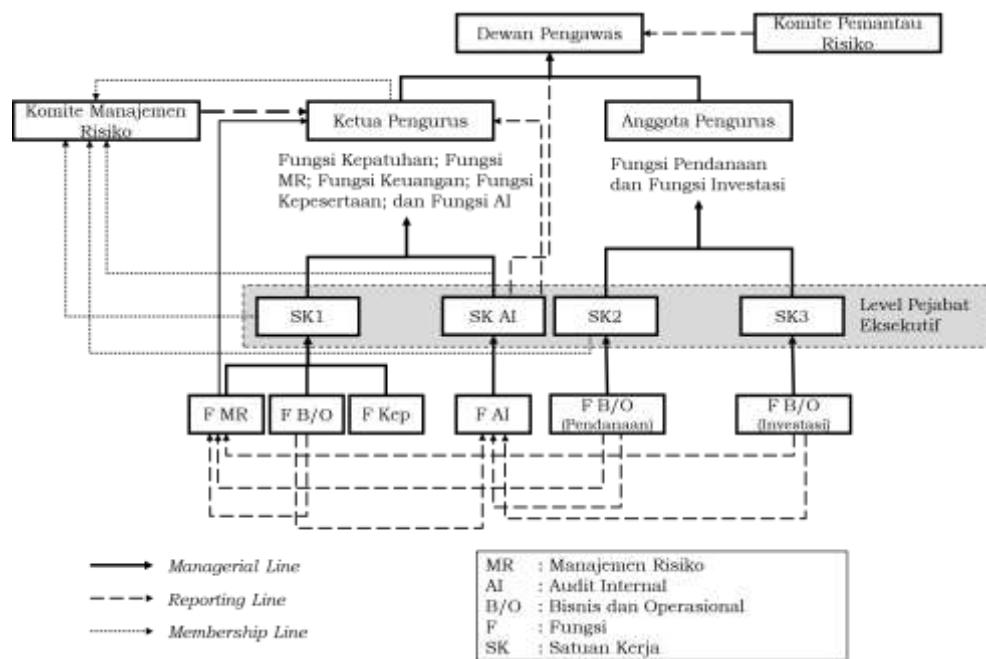 Dewan Pengawas
Komite Pemantau
Risiko
Komite Manajemen
Risiko
Ketua Pengurus
Anggota Pengurus
Fungsi Kepatuhan; Fungsi
MR; Fungsi Keuangan; Fungsi
Kepesertaan; dan Fungsi AI
Fungsi Pendanaan
dan Fungsi Investasi
SK1
SK AI
SK2
SK3
Level Pejabat
Eksekutif
F MR
F B/O
F Kep
F AI
F B/O
(Pendanaan)
F B/O
(Investasi)
Managerial Line
Reporting Line
Membership Line
MR : Manajemen Risiko
AI : Audit Internal
B/O : Bisnis dan Operasional
F : Fungsi
SK : Satuan Kerja